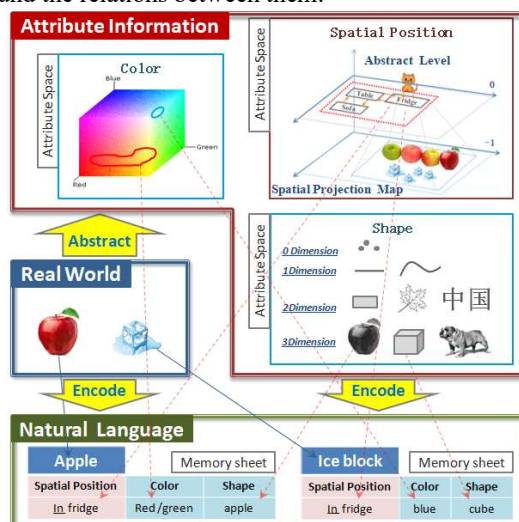 and the relations between them.
Attribute Information
Attribute Space
Color
Blue
Green
Red
Attribute Space
Spatial Position
Abstract Level
0
Table
Fridge
Sofa
-1
Spatial Projection Map
Abstract
Real World
Attribute Space
Shape
0 Dimension
1Dimension
2Dimension
中国
3Dimension
Encode
Encode
Natural Language
Apple
Memory sheet
Spatial Position Color Shape
In fridge Red/green apple
Ice block
Memory sheet
Spatial Position Color Shape
In fridge blue cube